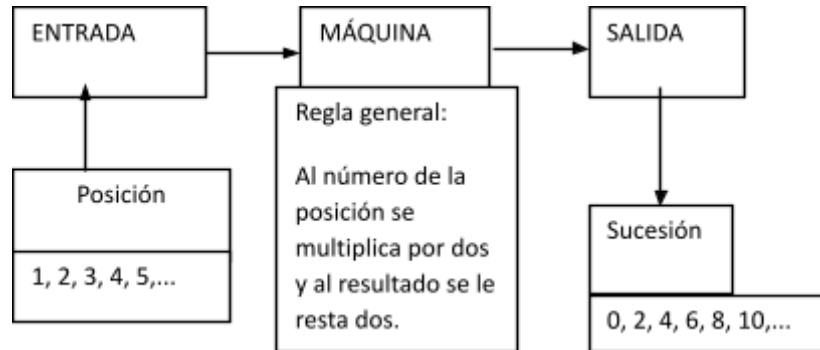 ENTRADA
MÁQUINA
SALIDA
Regla general:
Al número de la
posición se
multiplica por dos
y al resultado se le
resta dos.
Posición
1, 2, 3, 4, 5,...
Sucesión
0, 2, 4, 6, 8, 10,...